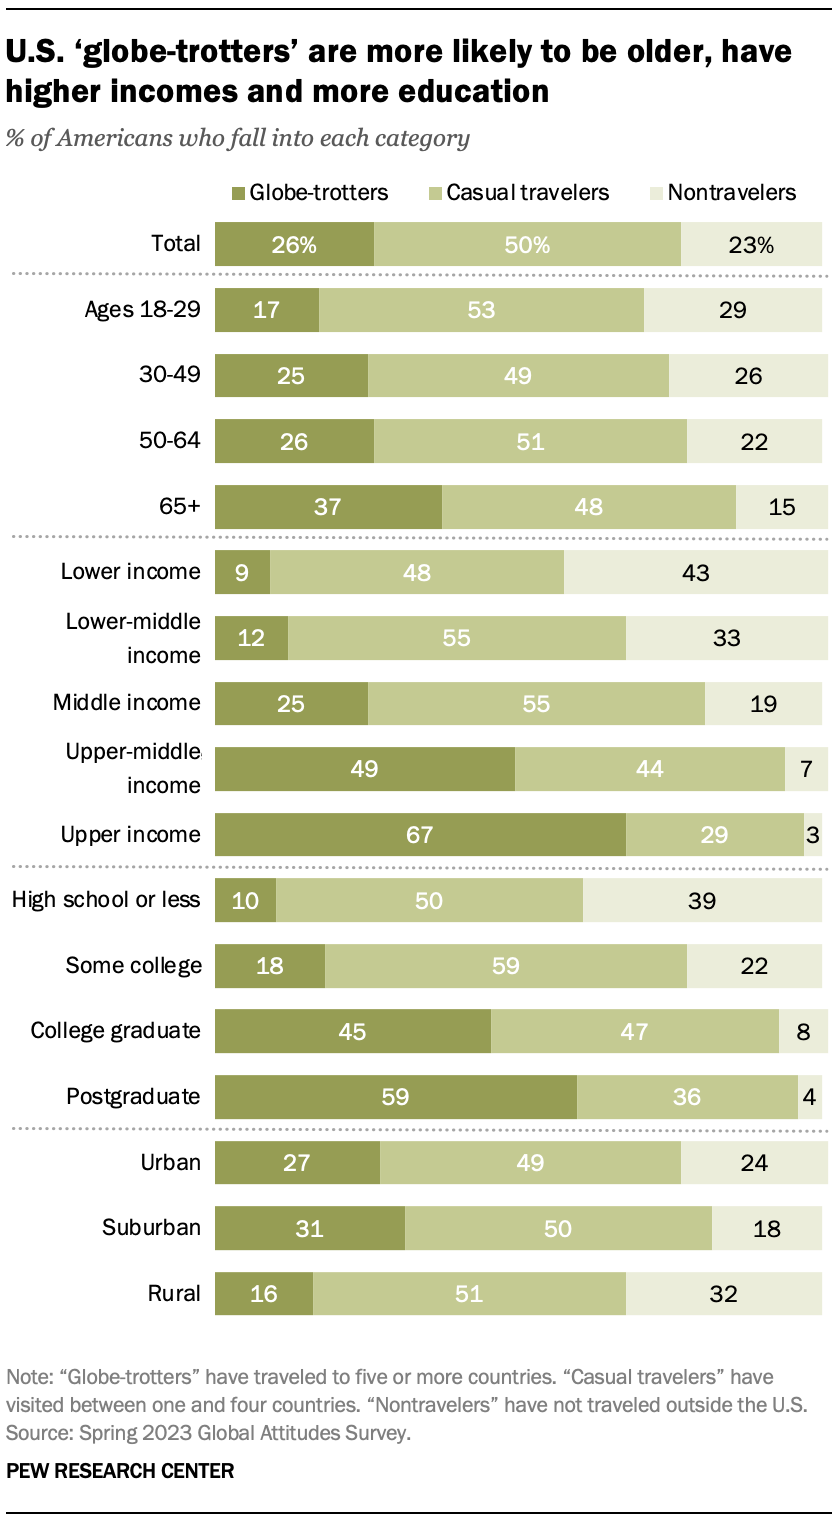 U.S. ‘globe-trotters’ are more likely to be older, have
higher incomes and more education
% of Americans who fall into each category
Globe-trotters Casual travelers Nontravelers
Total 26% 50% 23%
Ages 18-29 17 53 29
30-49 25 49 26
50-64 26 51 22
65+ 37 48 15
Lower income 9 48 43
Lower-middle
income 12 55 33
Middle income 25 55 19
Upper-middle
income 49 44 7
Upper income 67 29 3
High school or less 10 50 39
Some college 18 59 22
College graduate 45 47 8
Postgraduate 59 36 4
Urban 27 49 24
Suburban 31 50 18
Rural 16 51 32
Note: “Globe-trotters” have traveled to five or more countries. “Casual travelers” have
visited between one and four countries. “Nontravelers” have not traveled outside the U.S.
Source: Spring 2023 Global Attitudes Survey.
PEW RESEARCH CENTER